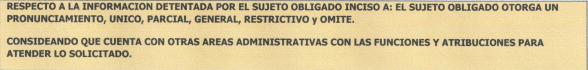 RESPECTO A LA INFORMACION DETENTADA POR EL SUJETO OBLIGADO INCISO A: EL SUJETO OBLIGADO OTORGA UN
PRONUNCIAMIENTO, UNICO, PARCIAL, GENERAL, RESTRICTIVO y OMITE.
CONSIDEANDO QUE CUENTA CON OTRAS AREAS ADMINISTRATIVAS CON LAS FUNCIONES Y ATRIBUCIONES PARA
ATENDER LO SOLICITADO.